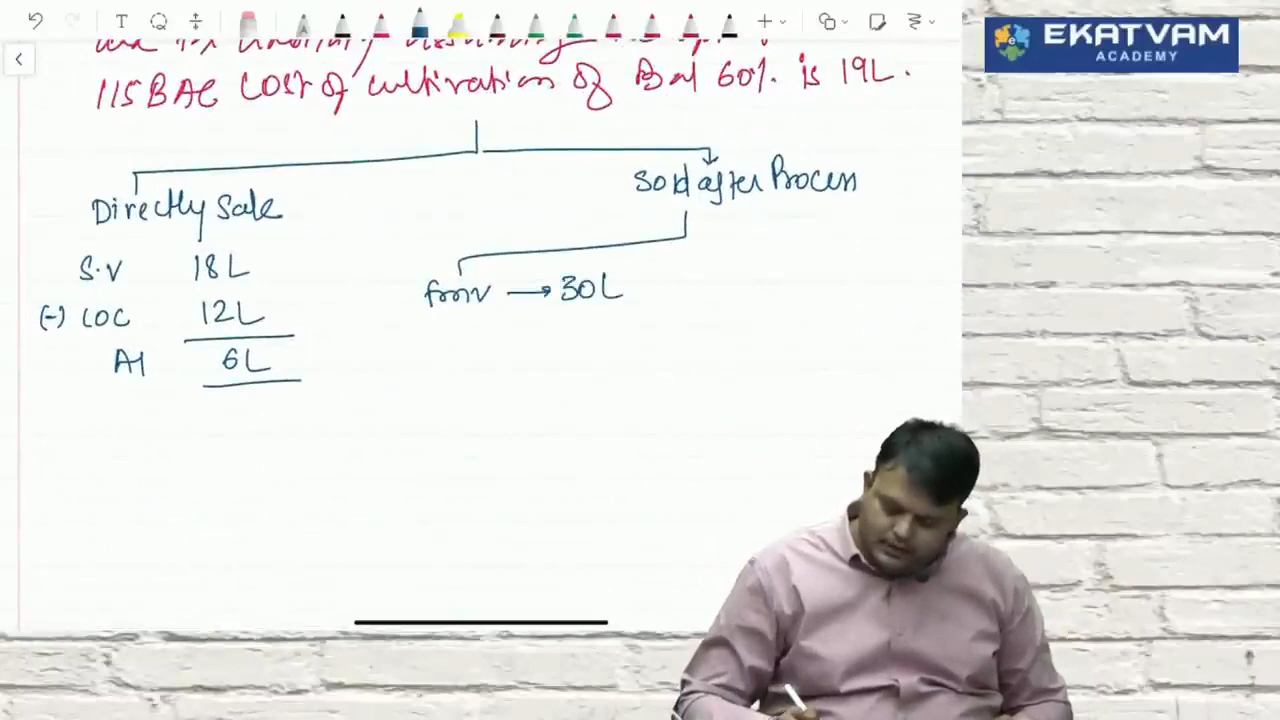 EKATVAM
ACADEMY
115BAC Cost of cultivation of Bal 60% is 19L.
Directly Sale
Sold after Process
S.V 18L
(-) COC 12L
AI 6L
FMV → 30L
T